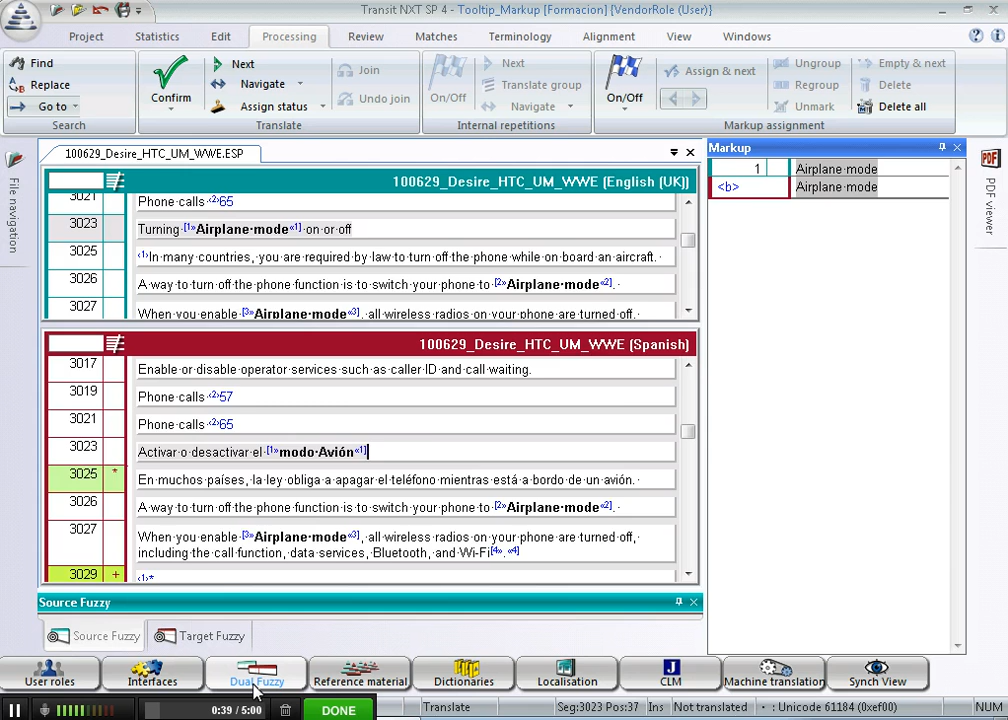 Transit NXT SP 4 - Tooltip_Markup [Formacion] [VendorRole (User)]
Project Statistics Edit Processing Review Matches Terminology Alignment View Windows
Find
Replace
Go to
Search
Confirm
Next
Navigate
Assign status
Join
Undo join
Translate
On/Off
Next
Translate group
Navigate
Internal repetitions
On/Off
Assign & next
Ungroup
Regroup
Unmark
Empty & next
Delete
Delete all
Markup assignment
File navigation
100629_Desire_HTC_UM_WWE.ESP
100629_Desire_HTC_UM_WWE (English (UK))
3021 Phone·calls·‹2›65
3023 Turning·[1»Airplane·mode«1]·on·or·off
3025 ‹1›In·many·countries,·you·are·required·by·law·to·turn·off·the·phone·while·on·board·an·aircraft.·
3026 A·way·to·turn·off·the·phone·function·is·to·switch·your·phone·to·[2»Airplane·mode«2].·
3027 When·you·enable·[3»Airplane·mode«3],·all·wireless·radios·on·your·phone·are·turned·off.·
100629_Desire_HTC_UM_WWE (Spanish)
3017 Enable·or·disable·operator·services·such·as·caller·ID·and·call·waiting.
3019 Phone·calls·‹2›57
3021 Phone·calls·‹2›65
3023 Activar·o·desactivar·el·[1»modo·Avión«1]
3025 * En·muchos·países,·la·ley·obliga·a·apagar·el·teléfono·mientras·está·a·bordo·de·un·avión.·
3026 A·way·to·turn·off·the·phone·function·is·to·switch·your·phone·to·[2»Airplane·mode«2].·
3027 When·you·enable·[3»Airplane·mode«3],·all·wireless·radios·on·your·phone·are·turned·off,·
including·the·call·function,·data·services,·Bluetooth,·and·Wi-Fi[4».«4]
3029 + ‹1›*
Markup
1 Airplane·mode
<b> Airplane·mode
PDF
PDF viewer
Source Fuzzy
Source Fuzzy Target Fuzzy
User roles Interfaces Dual Fuzzy Reference material Dictionaries Localisation CLM Machine translation Synch View
0:39 / 5:00 DONE
Translate Seg:3023 Pos:37 Ins Not translated · : Unicode 61184 (0xef00) NUM